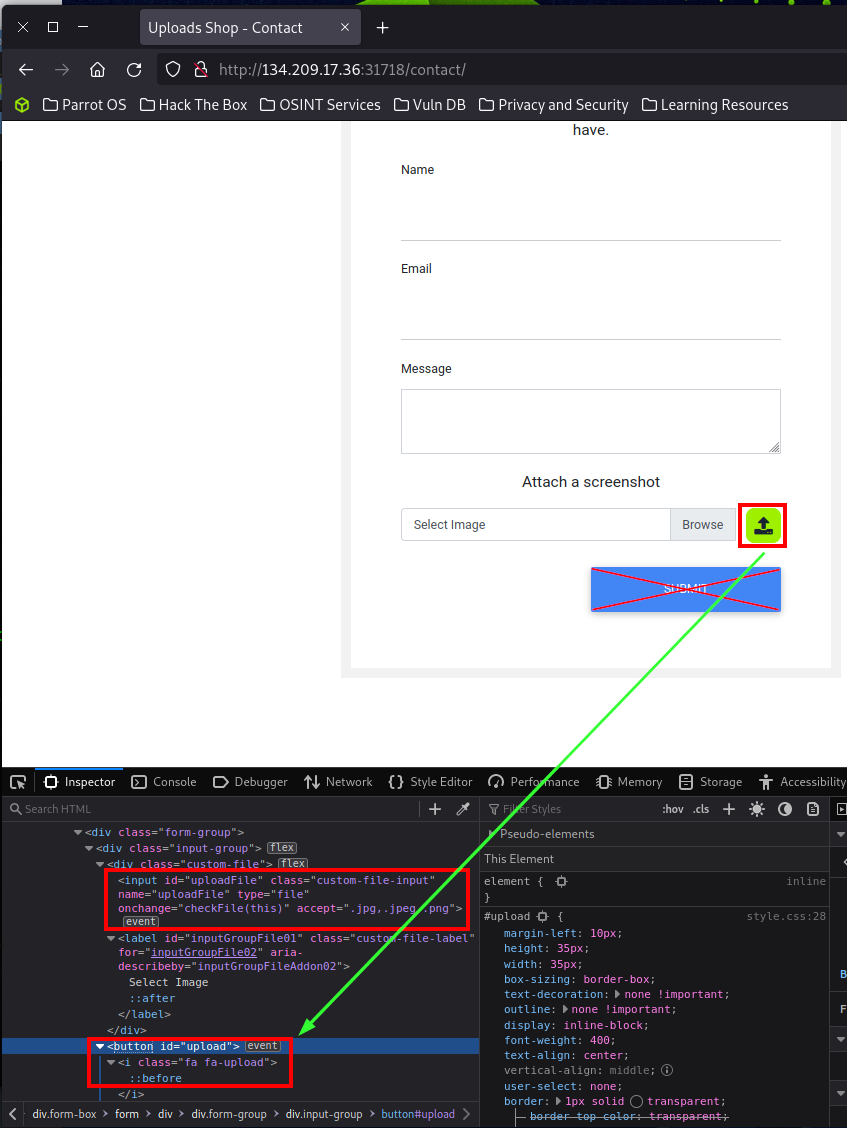 Uploads Shop - Contact
http://134.209.17.36:31718/contact/
Parrot OS Hack The Box OSINT Services Vuln DB Privacy and Security Learning Resources
have.
Name
Email
Message
Attach a screenshot
Select Image Browse
SUBMIT
Inspector Console Debugger Network Style Editor Performance Memory Storage Accessibility
Search HTML
<div class="form-group">
<div class="input-group"> flex
<div class="custom-file"> flex
<input id="uploadFile" class="custom-file-input"
name="uploadFile" type="file"
onchange="checkFile(this)" accept=".jpg,.jpeg,.png">
event
<label id="inputGroupFile01" class="custom-file-label"
for="inputGroupFile02" aria-
describeby="inputGroupFileAddon02">
Select Image
::after
</label>
</div>
<button id="upload"> event
<i class="fa fa-upload">
::before
</i>
div.form-box > form > div > div.form-group > div.input-group > button#upload
Filter Styles :hov .cls
Pseudo-elements
This Element
element { inline
}
#upload { style.css:28
margin-left: 10px;
height: 35px;
width: 35px;
box-sizing: border-box;
text-decoration: none !important;
outline: none !important;
display: inline-block;
font-weight: 400;
text-align: center;
vertical-align: middle;
user-select: none;
border: 1px solid transparent;
border-top-color: transparent;